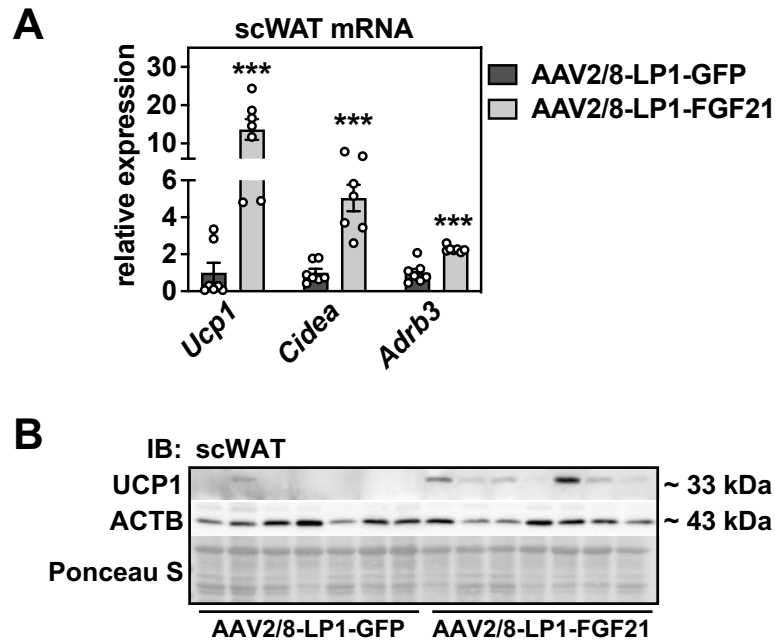 A
scWAT mRNA
relative expression
30
20
10
6
4
2
0
***
***
***
Ucp1
Cidea
Adrb3
AAV2/8-LP1-GFP
AAV2/8-LP1-FGF21
B
IB: scWAT
UCP1
~ 33 kDa
ACTB
~ 43 kDa
Ponceau S
AAV2/8-LP1-GFP
AAV2/8-LP1-FGF21